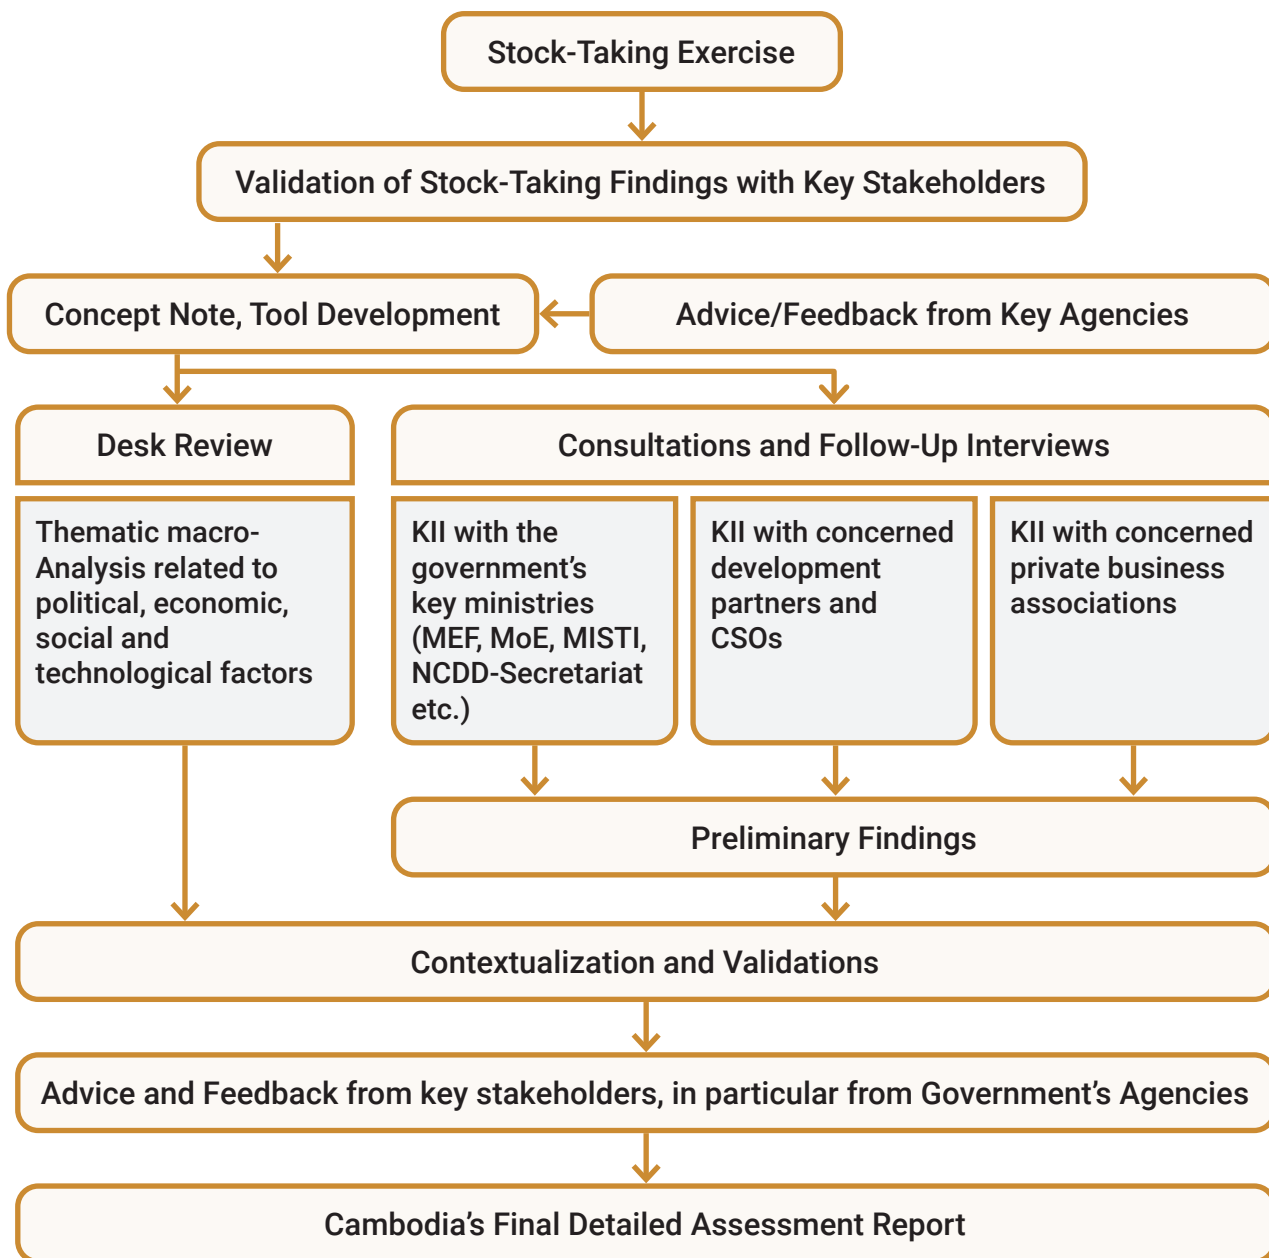 Stock-Taking Exercise
Validation of Stock-Taking Findings with Key Stakeholders
Concept Note, Tool Development
Advice/Feedback from Key Agencies
Desk Review
Consultations and Follow-Up Interviews
Thematic macro-
Analysis related to
political, economic,
social and
technological factors
KII with the
government’s
key ministries
(MEF, MoE, MISTI,
NCDD-Secretariat
etc.)
KII with concerned
development
partners and
CSOs
KII with concerned
private business
associations
Preliminary Findings
Contextualization and Validations
Advice and Feedback from key stakeholders, in particular from Government’s Agencies
Cambodia’s Final Detailed Assessment Report